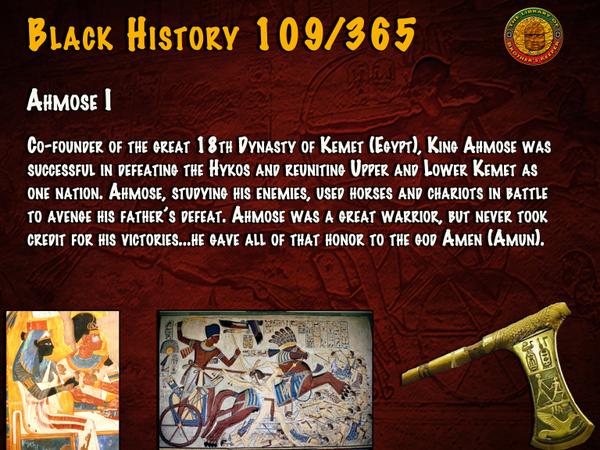 Black History 109/365
THE LIBRARY OF
BROTHER'S KEEPER
Ahmose I
Co-founder of the great 18th Dynasty of Kemet (Egypt), King Ahmose was
successful in defeating the Hykos and reuniting Upper and Lower Kemet as
one nation. Ahmose, studying his enemies, used horses and chariots in battle
to avenge his father's defeat. Ahmose was a great warrior, but never took
credit for his victories...he gave all of that honor to the god Amen (Amun).